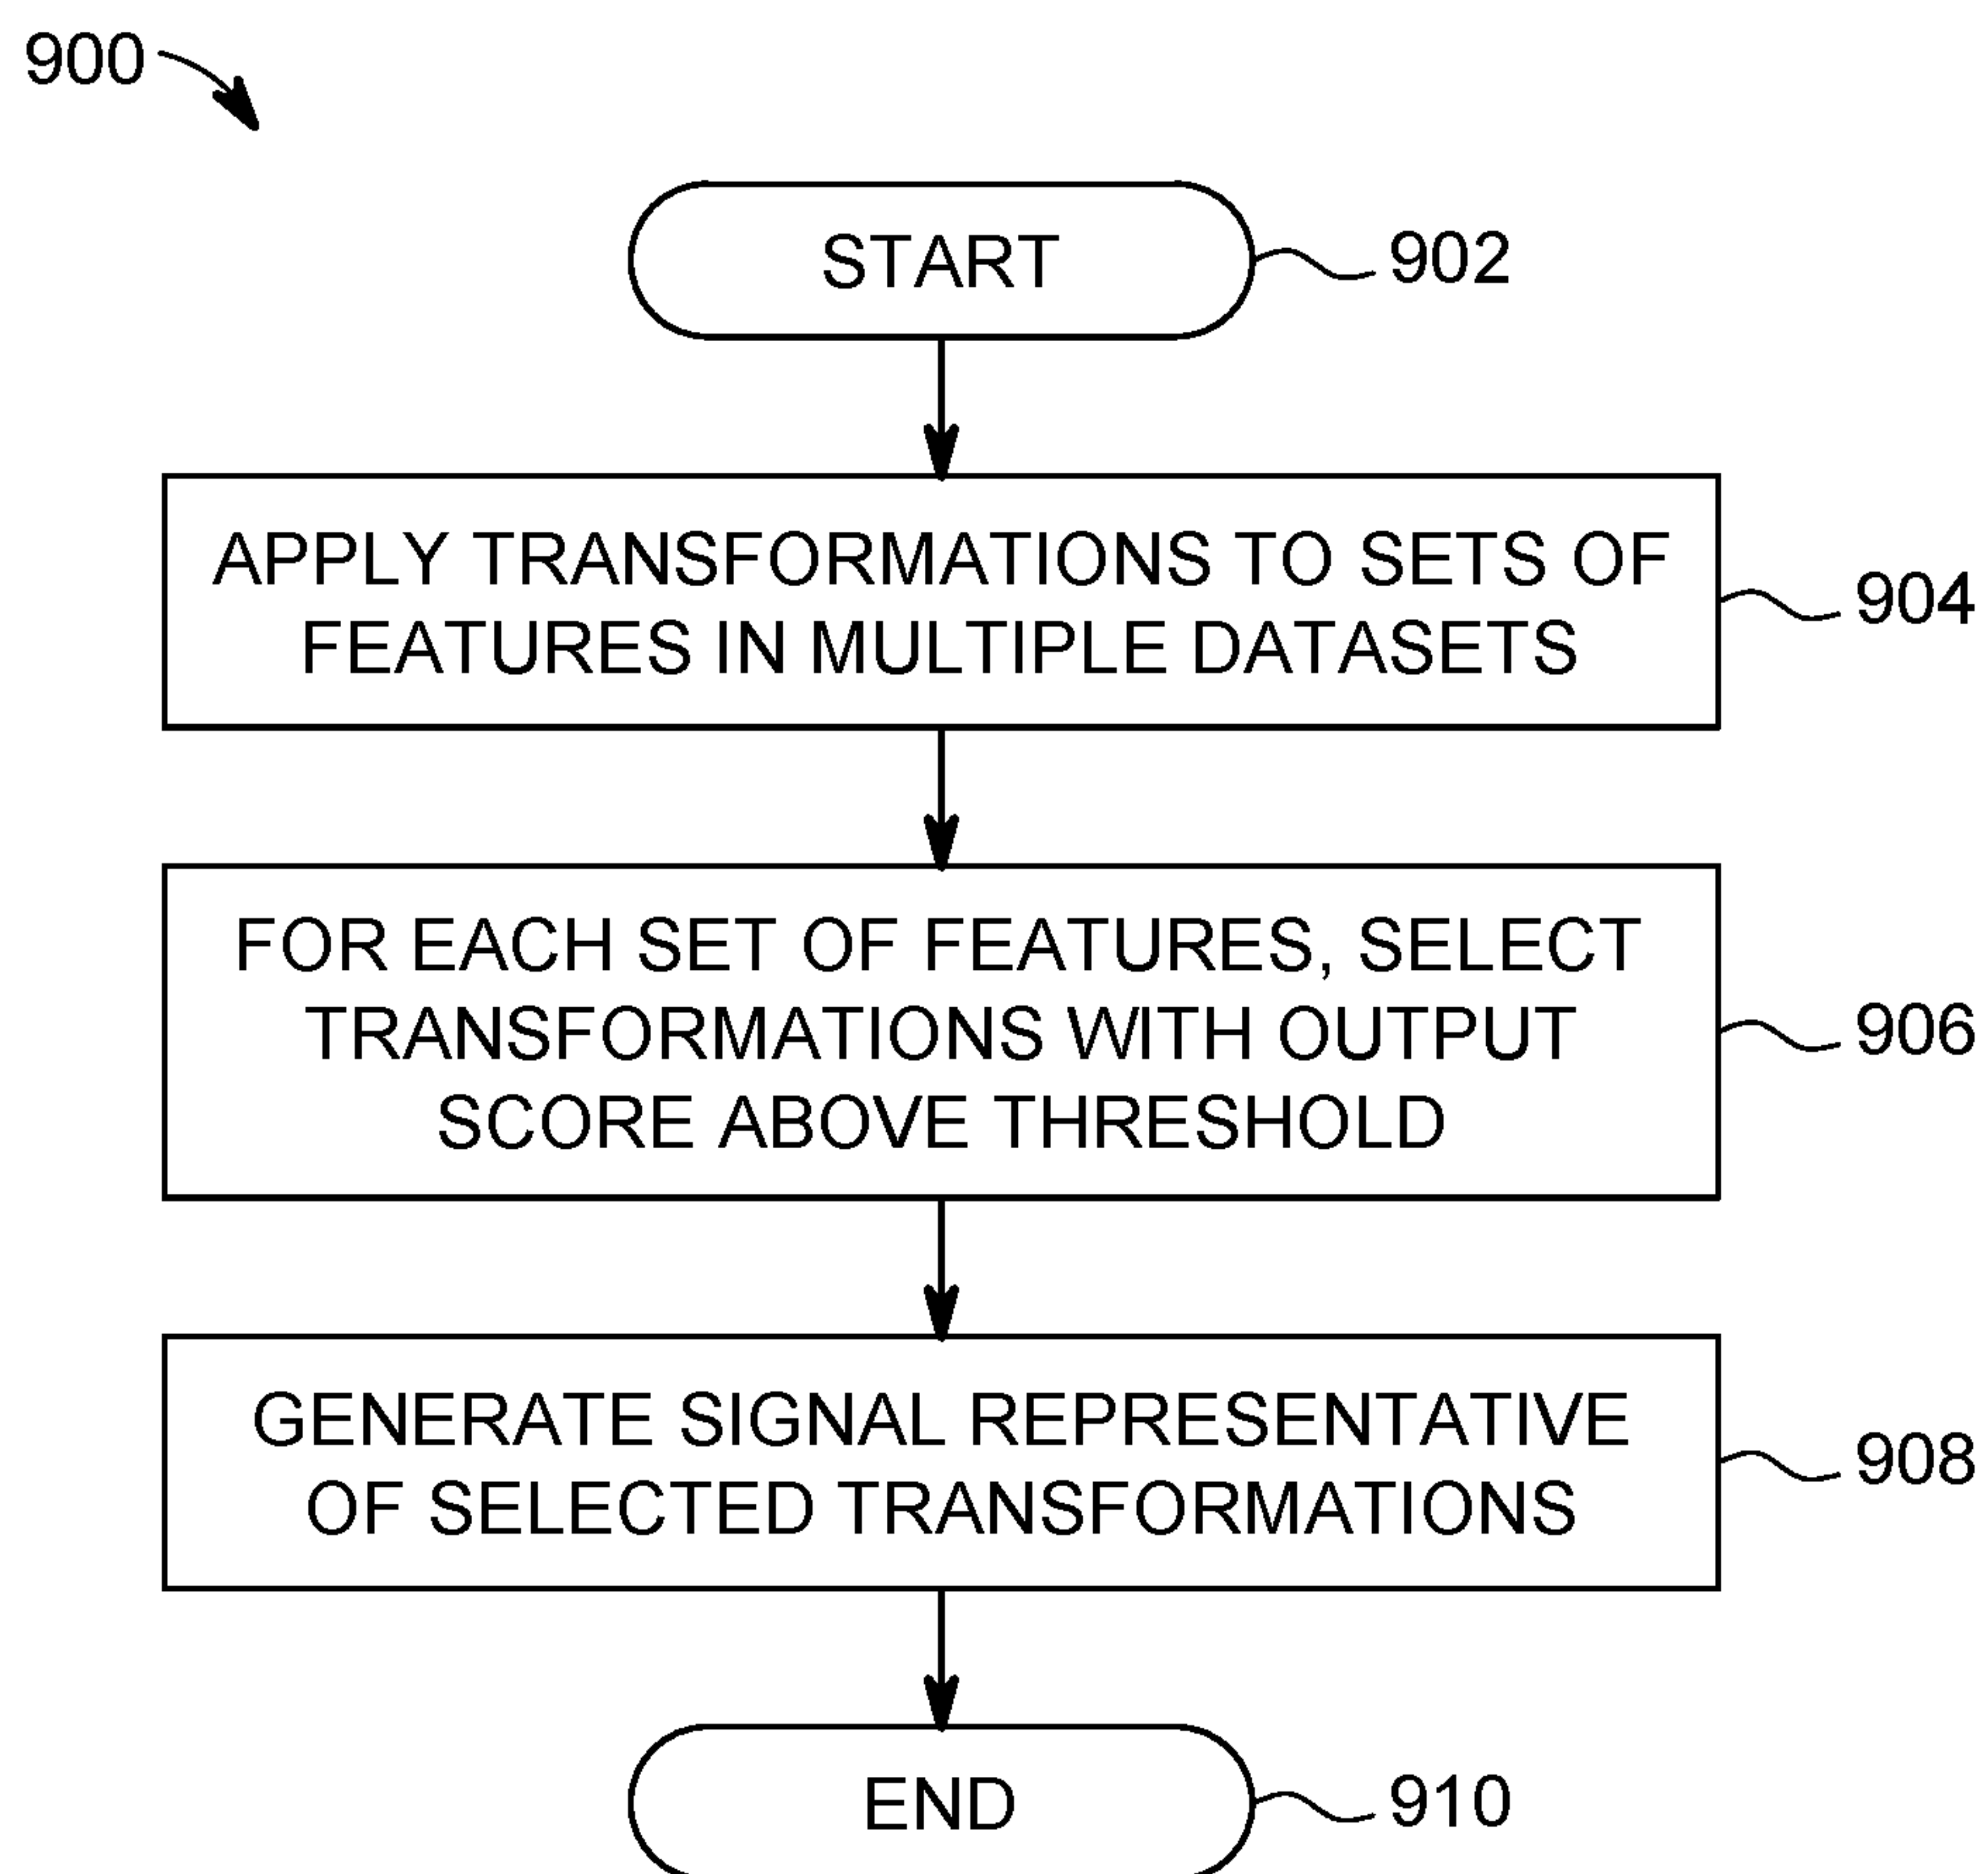 900
START
902
APPLY TRANSFORMATIONS TO SETS OF
FEATURES IN MULTIPLE DATASETS
904
FOR EACH SET OF FEATURES, SELECT
TRANSFORMATIONS WITH OUTPUT
SCORE ABOVE THRESHOLD
906
GENERATE SIGNAL REPRESENTATIVE
OF SELECTED TRANSFORMATIONS
908
END
910